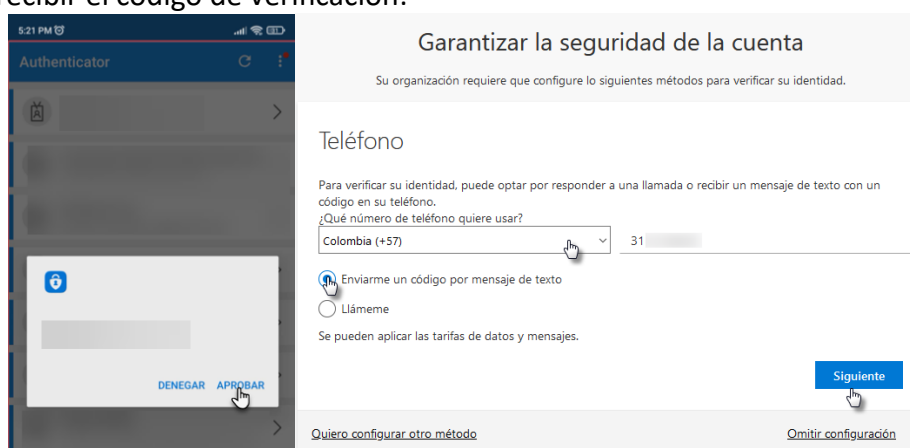 recibir el código de verificación.
5:21 PM
Authenticator
DENEGAR APROBAR
Garantizar la seguridad de la cuenta
Su organización requiere que configure lo siguientes métodos para verificar su identidad.
Teléfono
Para verificar su identidad, puede optar por responder a una llamada o recibir un mensaje de texto con un
código en su teléfono.
¿Qué número de teléfono quiere usar?
Colombia (+57) 31
Enviarme un código por mensaje de texto
Llámeme
Se pueden aplicar las tarifas de datos y mensajes.
Siguiente
Quiero configurar otro método Omitir configuración